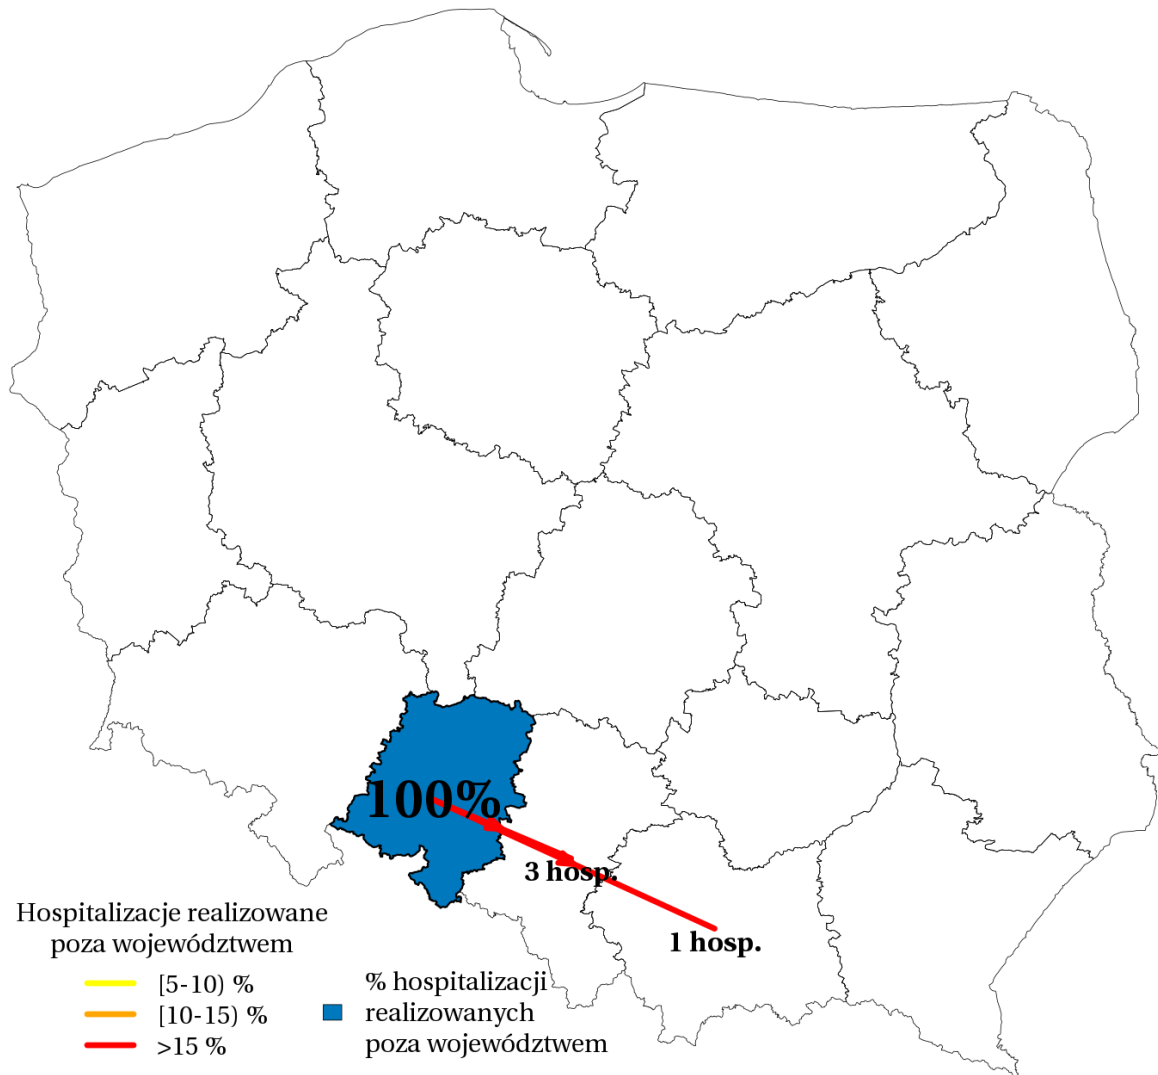 100%
3 hosp.
1 hosp.
Hospitalizacje realizowane
poza województwem
[5-10) %
[10-15) %
>15 %
% hospitalizacji
realizowanych
poza województwem